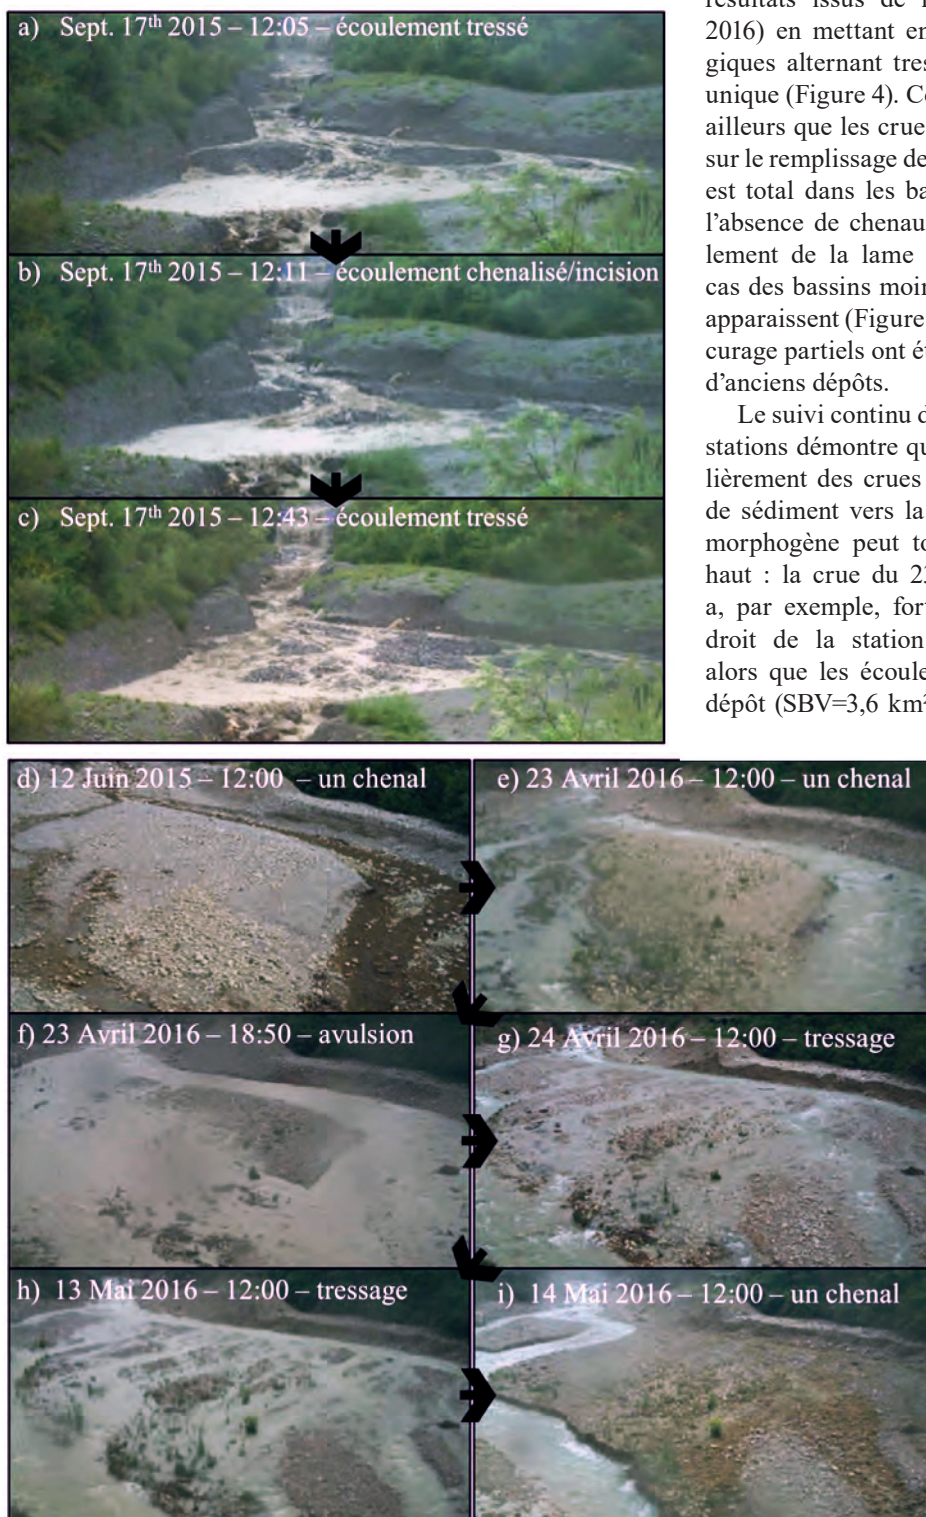 a) Sept. 17th 2015 – 12:05 – écoulement tressé
b) Sept. 17th 2015 – 12:11 – écoulement chenalisé/incision
c) Sept. 17th 2015 – 12:43 – écoulement tressé
résultats issus de
2016) en mettant en
giques alternant tres
unique (Figure 4). Ce
ailleurs que les crue
sur le remplissage de
est total dans les ba
l’absence de chenau
lement de la lame
cas des bassins moin
apparaissent (Figure
curage partiels ont ét
d’anciens dépôts.
Le suivi continu d
stations démontre qu
lièrement des crues
de sédiment vers la
morphogène peut to
haut : la crue du 23
a, par exemple, for
droit de la station
alors que les écoule
dépôt (SBV=3,6 km²
d) 12 Juin 2015 – 12:00 – un chenal
e) 23 Avril 2016 – 12:00 – un chenal
f) 23 Avril 2016 – 18:50 – avulsion
g) 24 Avril 2016 – 12:00 – tressage
h) 13 Mai 2016 – 12:00 – tressage
i) 14 Mai 2016 – 12:00 – un chenal